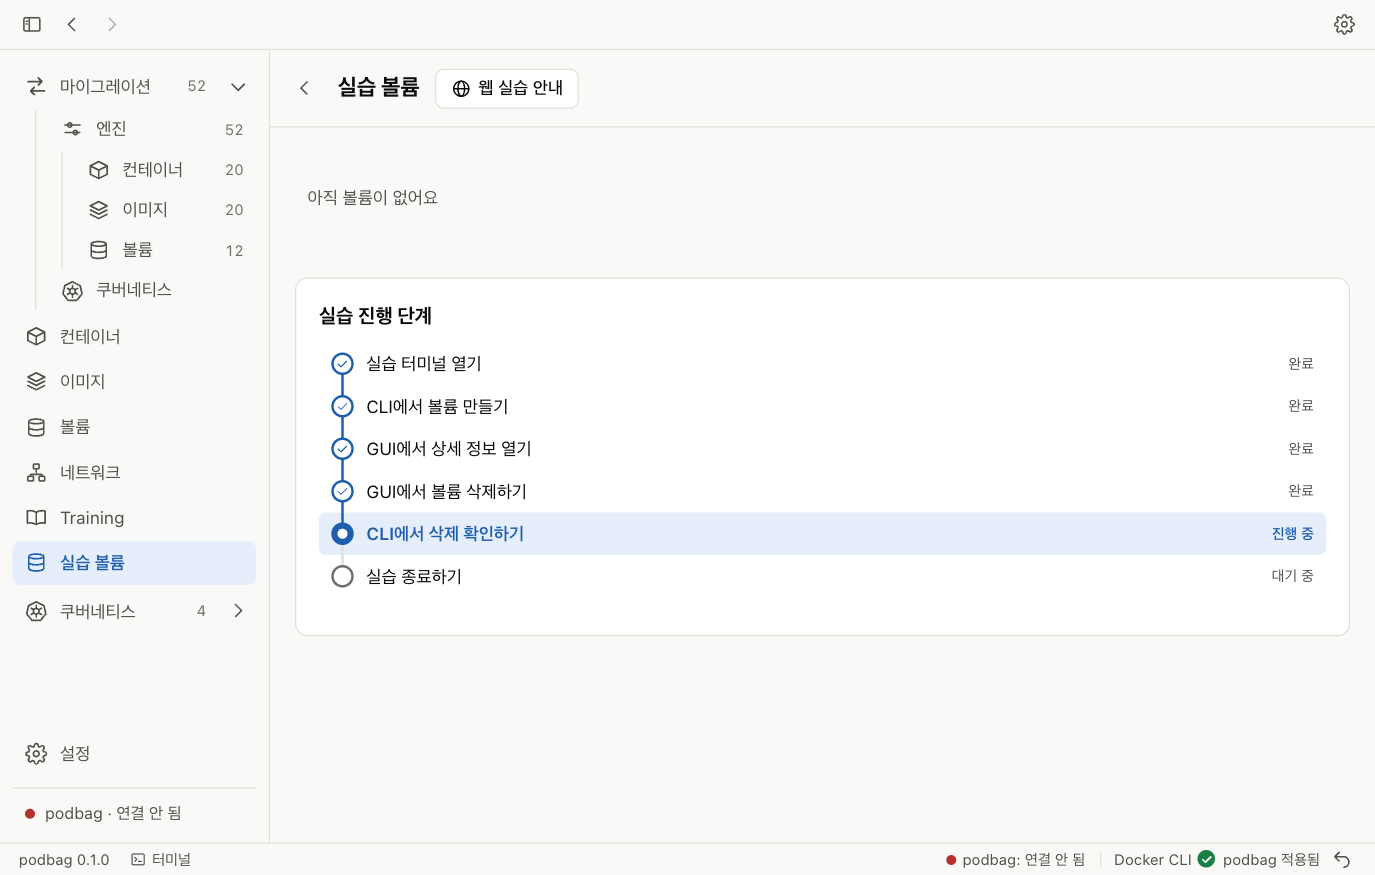 마이그레이션 52
엔진 52
컨테이너 20
이미지 20
볼륨 12
쿠버네티스
컨테이너
이미지
볼륨
네트워크
Training
실습 볼륨
쿠버네티스 4
설정
podbag · 연결 안 됨
실습 볼륨
웹 실습 안내
아직 볼륨이 없어요
실습 진행 단계
실습 터미널 열기 완료
CLI에서 볼륨 만들기 완료
GUI에서 상세 정보 열기 완료
GUI에서 볼륨 삭제하기 완료
CLI에서 삭제 확인하기 진행 중
실습 종료하기 대기 중
podbag 0.1.0 터미널 podbag: 연결 안 됨 Docker CLI podbag 적용됨